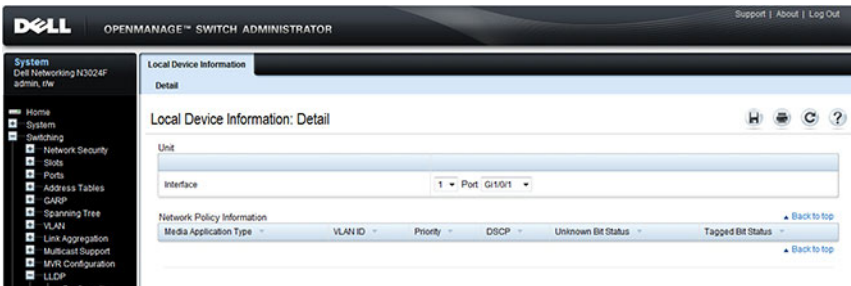 Support | About | Log Out
DELL OPENMANAGE™ SWITCH ADMINISTRATOR
System
Dell Networking N3024F
admin, r/w
Home
System
Switching
Network Security
Slots
Ports
Address Tables
GARP
Spanning Tree
VLAN
Link Aggregation
Multicast Support
MVR Configuration
LLDP
Local Device Information
Detail
Local Device Information: Detail
Unit
Interface 1 Port Gi1/0/1
Network Policy Information Back to top
Media Application Type VLAN ID Priority DSCP Unknown Bit Status Tagged Bit Status
Back to top